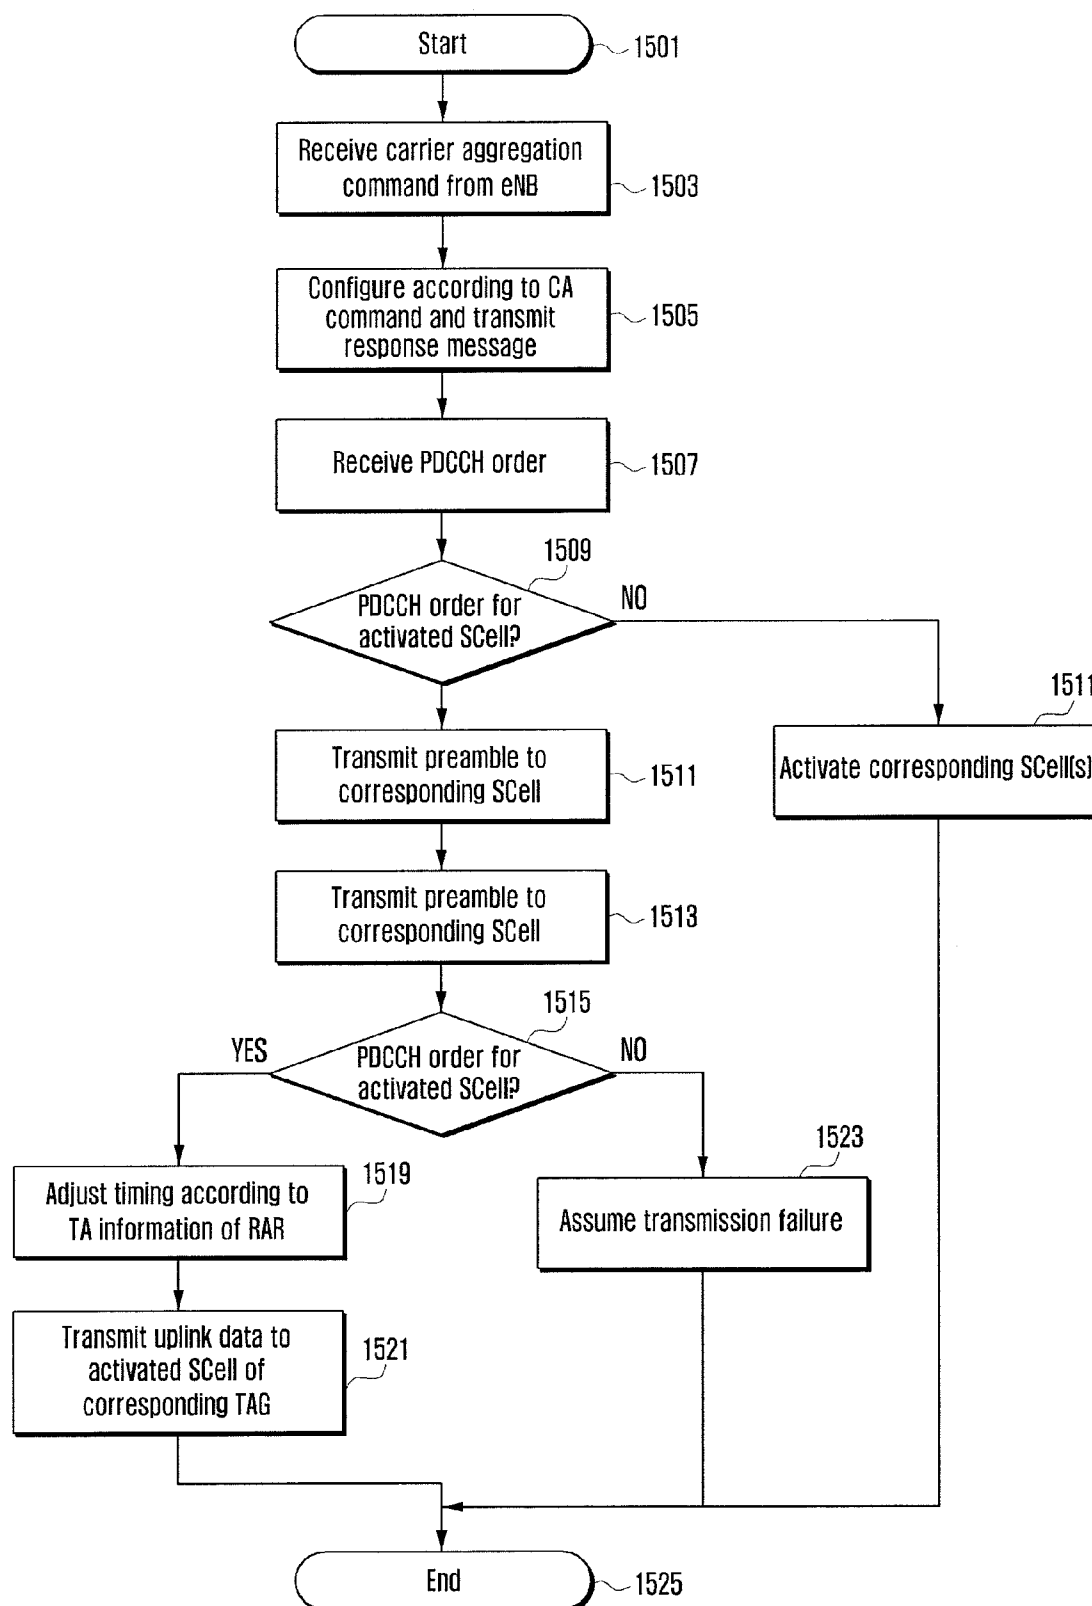 Start
1501
Receive carrier aggregation
command from eNB
1503
Configure according to CA
command and transmit
response message
1505
Receive PDCCH order
1507
1509
PDCCH order for
activated SCell?
NO
1511
Activate corresponding SCell(s)
Transmit preamble to
corresponding SCell
1511
Transmit preamble to
corresponding SCell
1513
1515
YES
PDCCH order for
activated SCell?
NO
1519
Adjust timing according to
TA information of RAR
1523
Assume transmission failure
Transmit uplink data to
activated SCell of
corresponding TAG
1521
End
1525